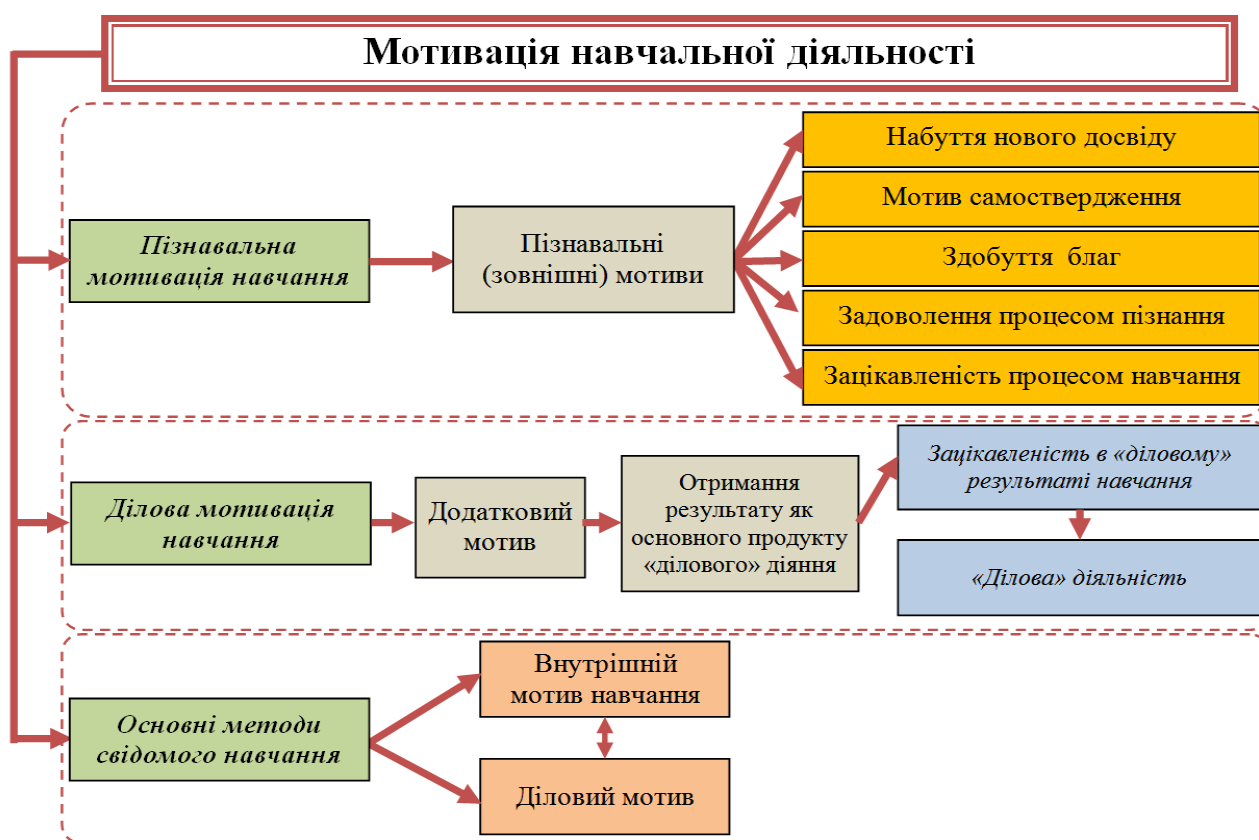 Мотивація навчальної діяльності
Набуття нового досвіду
Мотив самоствердження
Пізнавальна
мотивація навчання
Пізнавальні
(зовнішні) мотиви
Здобуття благ
Задоволення процесом пізнання
Зацікавленість процесом навчання
Ділова мотивація
навчання
Додатковий
мотив
Отримання
результату як
основного продукту
«ділового» діяння
Зацікавленість в «діловому»
результаті навчання
«Ділова» діяльність
Основні методи
свідомого навчання
Внутрішній
мотив навчання
Діловий мотив